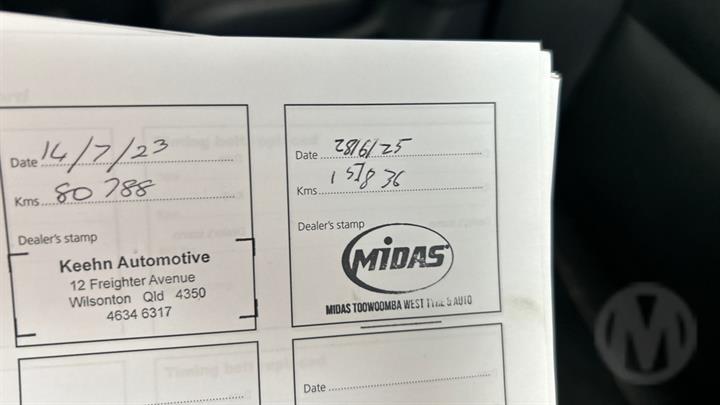 Date 14/7/23
Kms 80 788
Dealer's stamp
Keehn Automotive
12 Freighter Avenue
Wilsonton Qld 4350
4634 6317
Date 28/6/25
Kms
Dealer's stamp
MIDAS
MIDAS TOOWOOMBA WEST TYRE & AUTO
Date
M